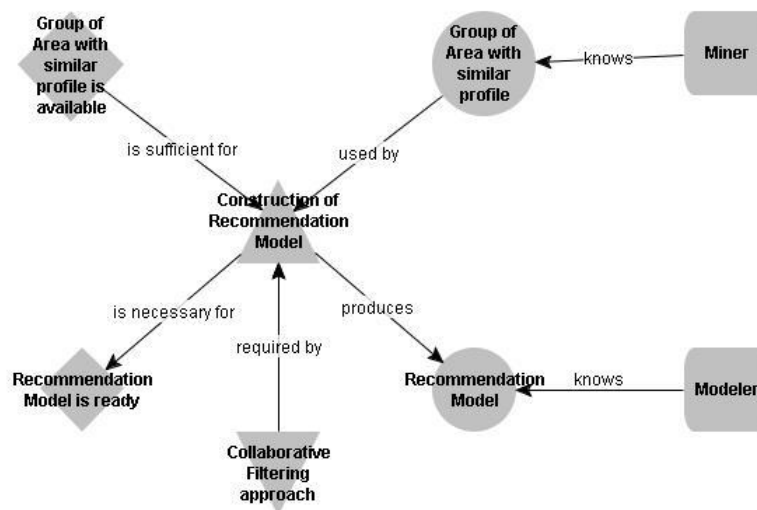 Group of
Area with
similar
profile is
available
Group of
Area with
similar
profile
knows
Miner
is sufficient for
used by
Construction of
Recommendation
Model
is necessary for
produces
required by
Recommendation
Model is ready
Recommendation
Model
knows
Modeler
Collaborative
Filtering
approach